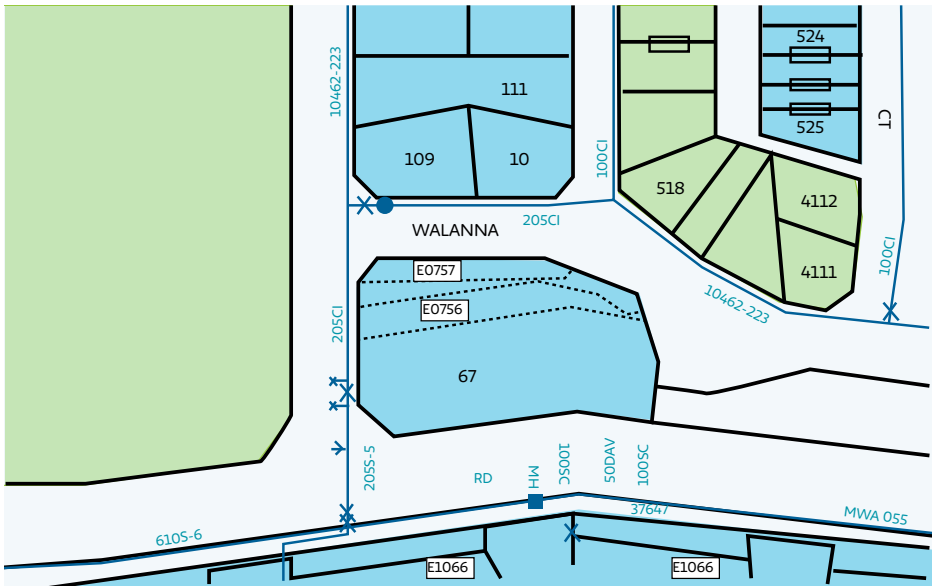 524
10462-223
111
CT
525
109
10
100CI
518
4112
205CI
WALANNA
100CI
4111
E0757
10462-223
E0756
205CI
67
205S-5
RD
MH
100SC
50DAV
100SC
37647
MWA 055
610S-6
E1066
E1066